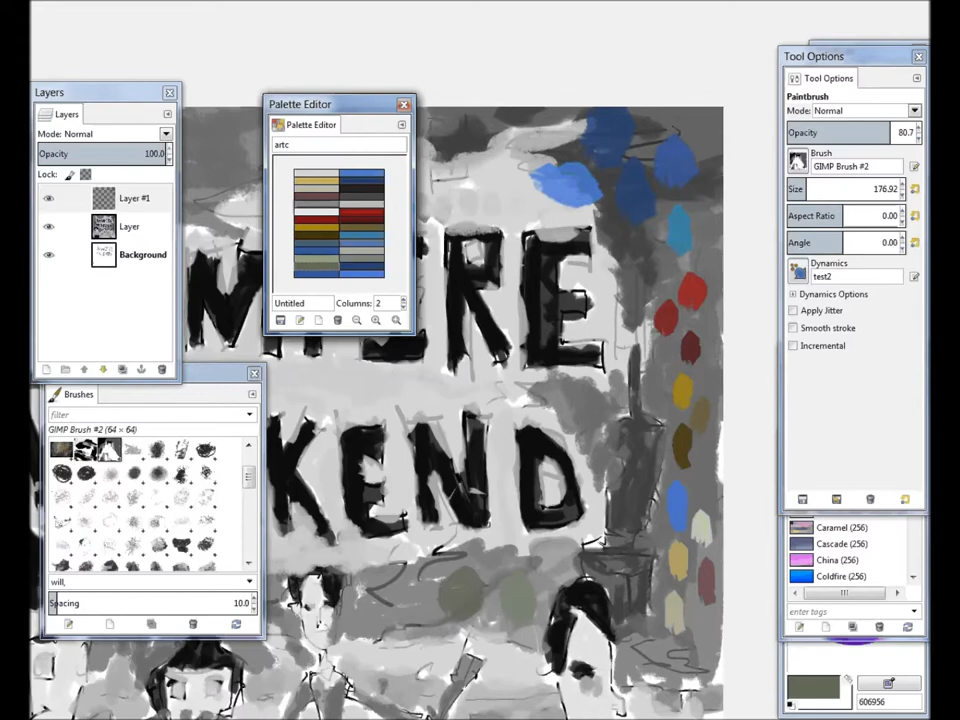 Layers
Layers
Mode: Normal
Opacity 100.0
Lock:
Layer #1
Layer
Background
Palette Editor
Palette Editor
artc
Untitled
Columns: 2
Brushes
filter
GIMP Brush #2 (64 × 64)
will,
Spacing 10.0
ERE
KEND
Tool Options
Tool Options
Paintbrush
Mode: Normal
Opacity 80.7
Brush
GIMP Brush #2
Size 176.92
Aspect Ratio 0.00
Angle 0.00
Dynamics
test2
Dynamics Options
Apply Jitter
Smooth stroke
Incremental
Caramel (256)
Cascade (256)
China (256)
Coldfire (256)
enter tags
606956